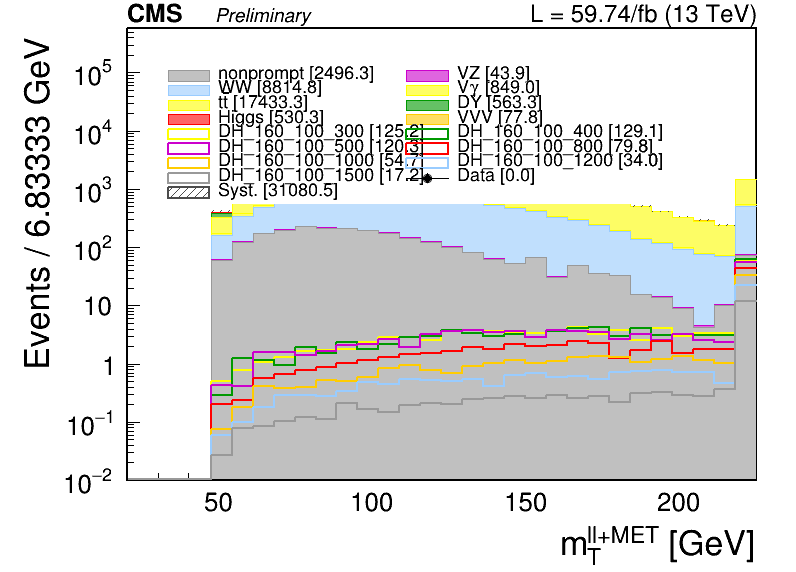 CMS Preliminary L = 59.74/fb (13 TeV)
Events / 6.83333 GeV
10^5
10^4
10^3
10^2
10
1
10^−1
10^−2
nonprompt [2496.3] VZ [43.9]
WW [8814.8] Vγ [849.0]
tt [17433.3] DY [563.3]
Higgs [530.3] VVV [77.8]
DH_160_100_300 [125.2] DH_160_100_400 [129.1]
DH_160_100_500 [120.3] DH_160_100_800 [79.8]
DH_160_100_1000 [54.7] DH_160_100_1200 [34.0]
DH_160_100_1500 [17.2] Data [0.0]
Syst. [31080.5]
50 100 150 200
m_T^ll+MET [GeV]